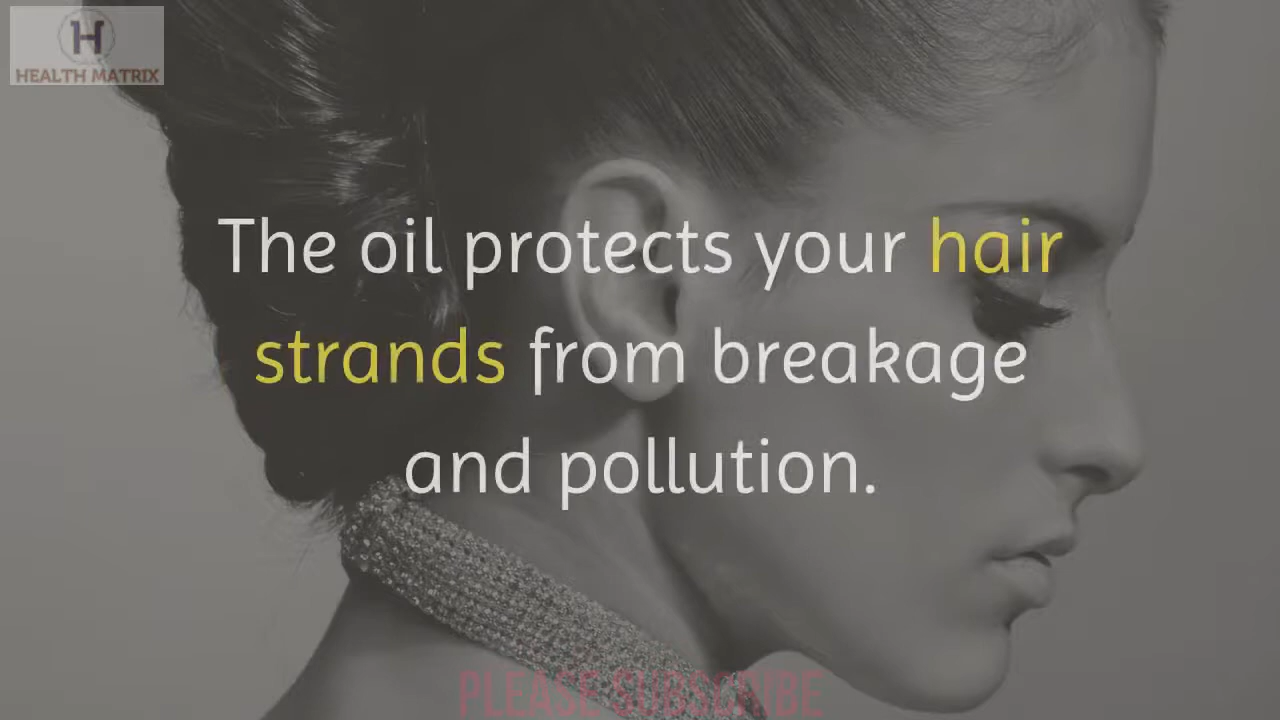 H
HEALTH MATRIX
The oil protects your hair
strands from breakage
and pollution.
PLEASE SUBSCRIBE